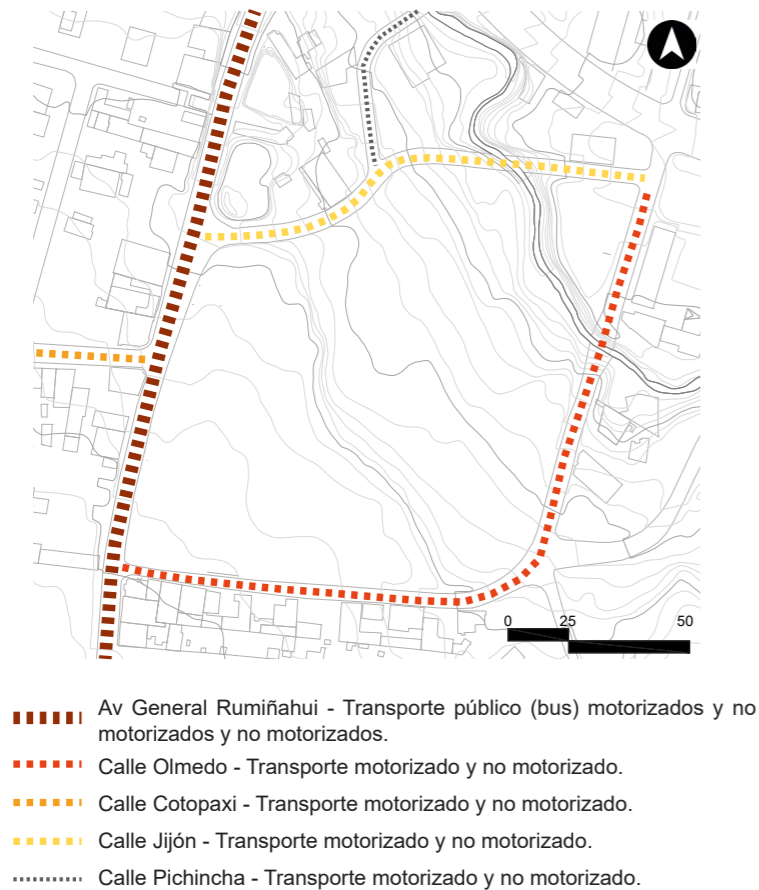 0 25 50
Av General Rumiñahui - Transporte público (bus) motorizados y no
motorizados y no motorizados.
Calle Olmedo - Transporte motorizado y no motorizado.
Calle Cotopaxi - Transporte motorizado y no motorizado.
Calle Jijón - Transporte motorizado y no motorizado.
Calle Pichincha - Transporte motorizado y no motorizado.